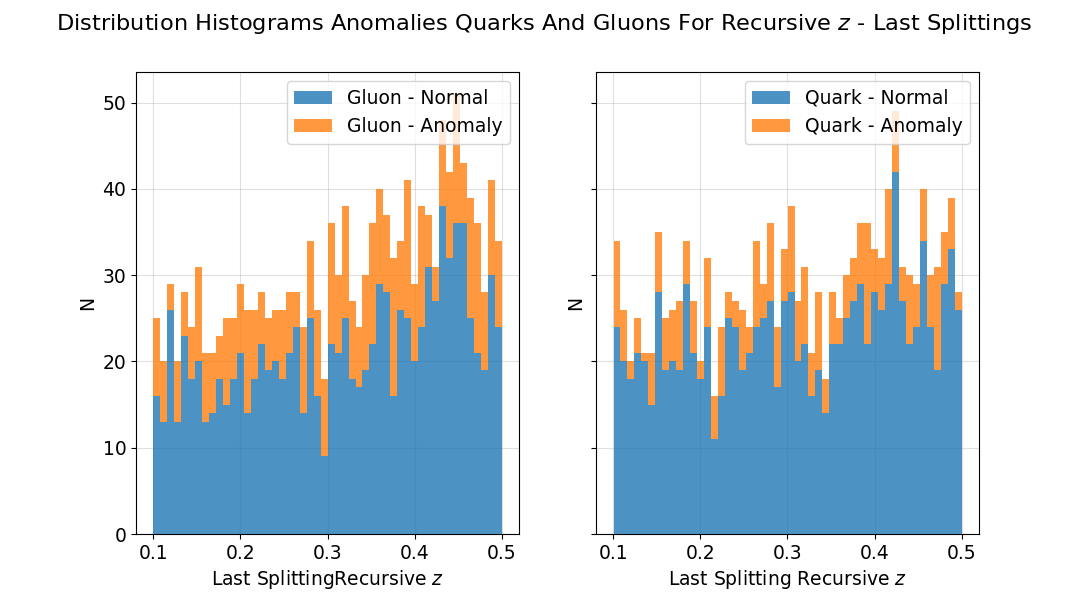 Distribution Histograms Anomalies Quarks And Gluons For Recursive z - Last Splittings
Gluon - Normal
Gluon - Anomaly
N
50
40
30
20
10
0
0.1 0.2 0.3 0.4 0.5
Last SplittingRecursive z
Quark - Normal
Quark - Anomaly
N
0.1 0.2 0.3 0.4 0.5
Last Splitting Recursive z